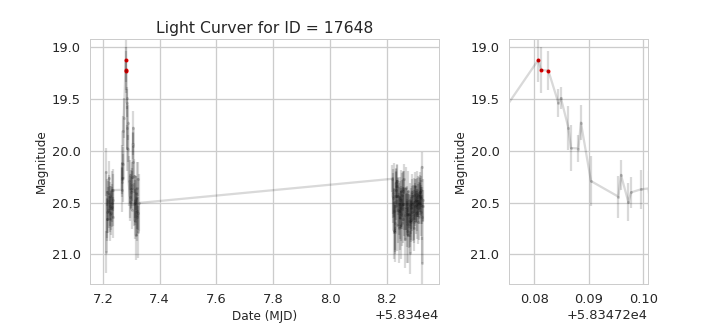 Light Curver for ID = 17648
19.0
19.5
20.0
20.5
21.0
Magnitude
7.2 7.4 7.6 7.8 8.0 8.2
Date (MJD)
+5.834e4
19.0
19.5
20.0
20.5
21.0
Magnitude
0.08 0.09 0.10
+5.83472e4